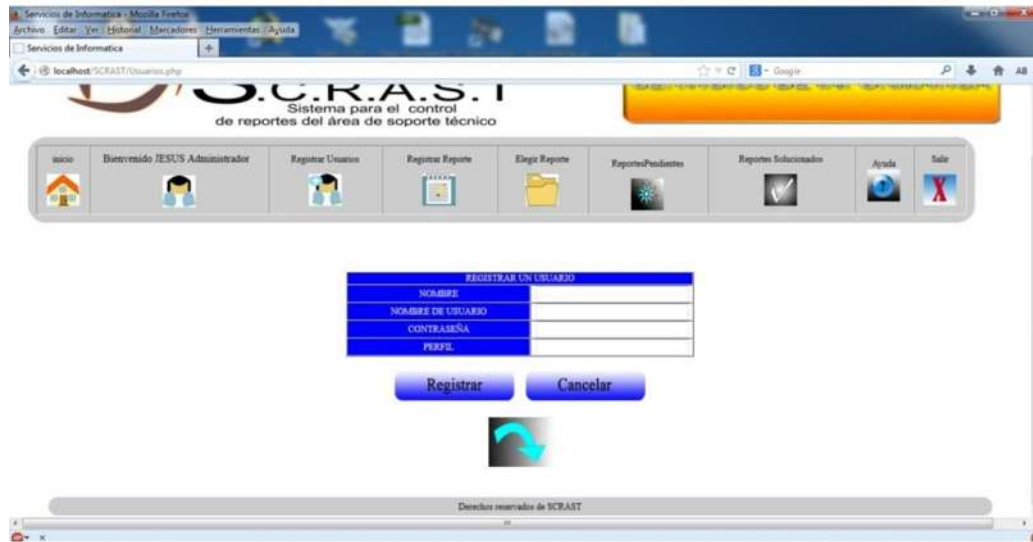 Servicios de Informatica - Mozilla Firefox
Archivo Editar Ver Historial Marcadores Herramientas Ayuda
Servicios de Informatica +
localhost/SCRAST/Usuarios.php Google AB
S.C.R.A.S.T
Sistema para el control
de reportes del área de soporte técnico
inicio Bienvenido JESUS Administrador Registrar Usuarios Registrar Reporte Elegir Reporte ReportesPendientes Reportes Solucionados Ayuda Salir
X
REGISTRAR UN USUARIO
NOMBRE
NOMBRE DE USUARIO
CONTRASEÑA
PERFIL
Registrar Cancelar
Derechos reservados de SCRAST